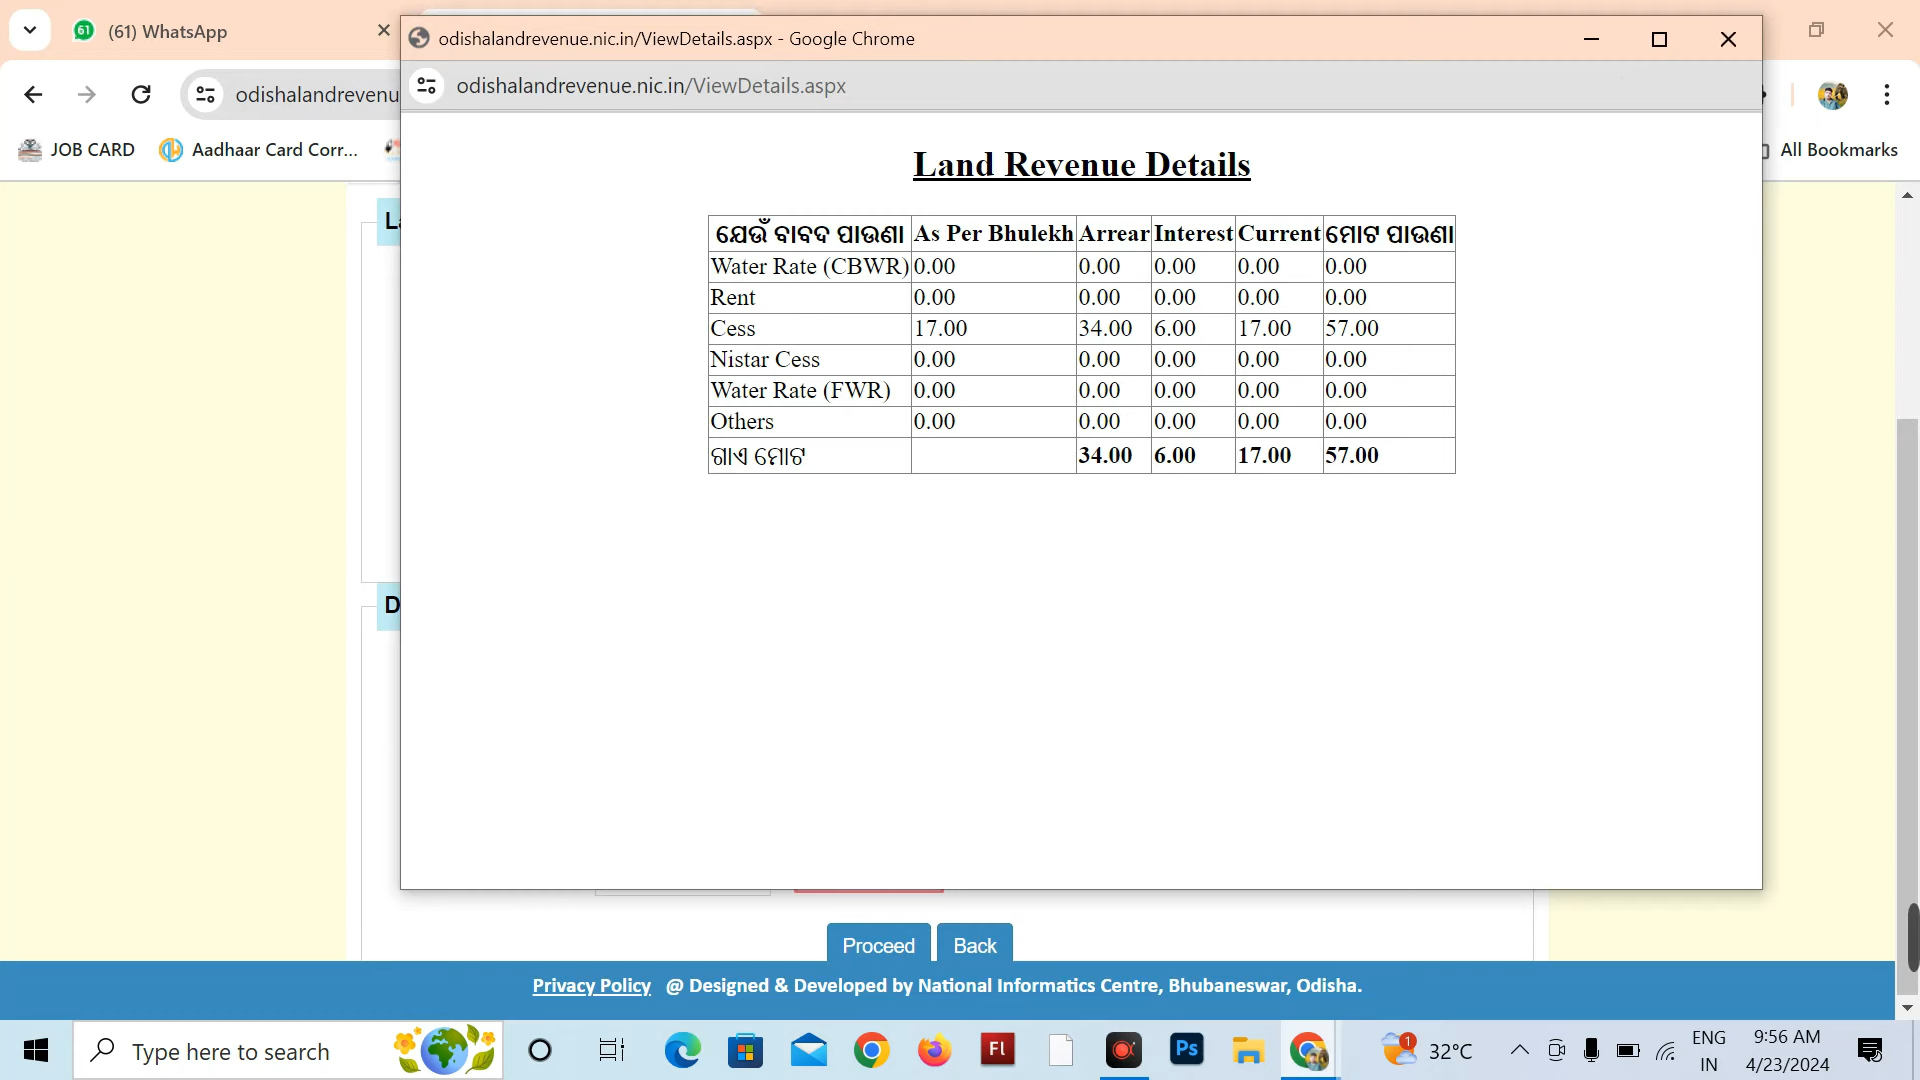 (61) WhatsApp
odishalandrevenue.nic.in/ViewDetails.aspx - Google Chrome
odishalandrevenu
odishalandrevenue.nic.in/ViewDetails.aspx
JOB CARD
Aadhaar Card Corr...
All Bookmarks
Land Revenue Details
ଯେଉଁ ବାବଦ ପାଉଣା As Per Bhulekh Arrear Interest Current ମୋଟ ପାଉଣା
Water Rate (CBWR) 0.00 0.00 0.00 0.00 0.00
Rent 0.00 0.00 0.00 0.00 0.00
Cess 17.00 34.00 6.00 17.00 57.00
Nistar Cess 0.00 0.00 0.00 0.00 0.00
Water Rate (FWR) 0.00 0.00 0.00 0.00 0.00
Others 0.00 0.00 0.00 0.00 0.00
ଗାଏ ମୋଟ 34.00 6.00 17.00 57.00
Proceed Back
Privacy Policy @ Designed & Developed by National Informatics Centre, Bhubaneswar, Odisha.
Type here to search
Fl
Ps
1
32°C
ENG
IN
9:56 AM
4/23/2024